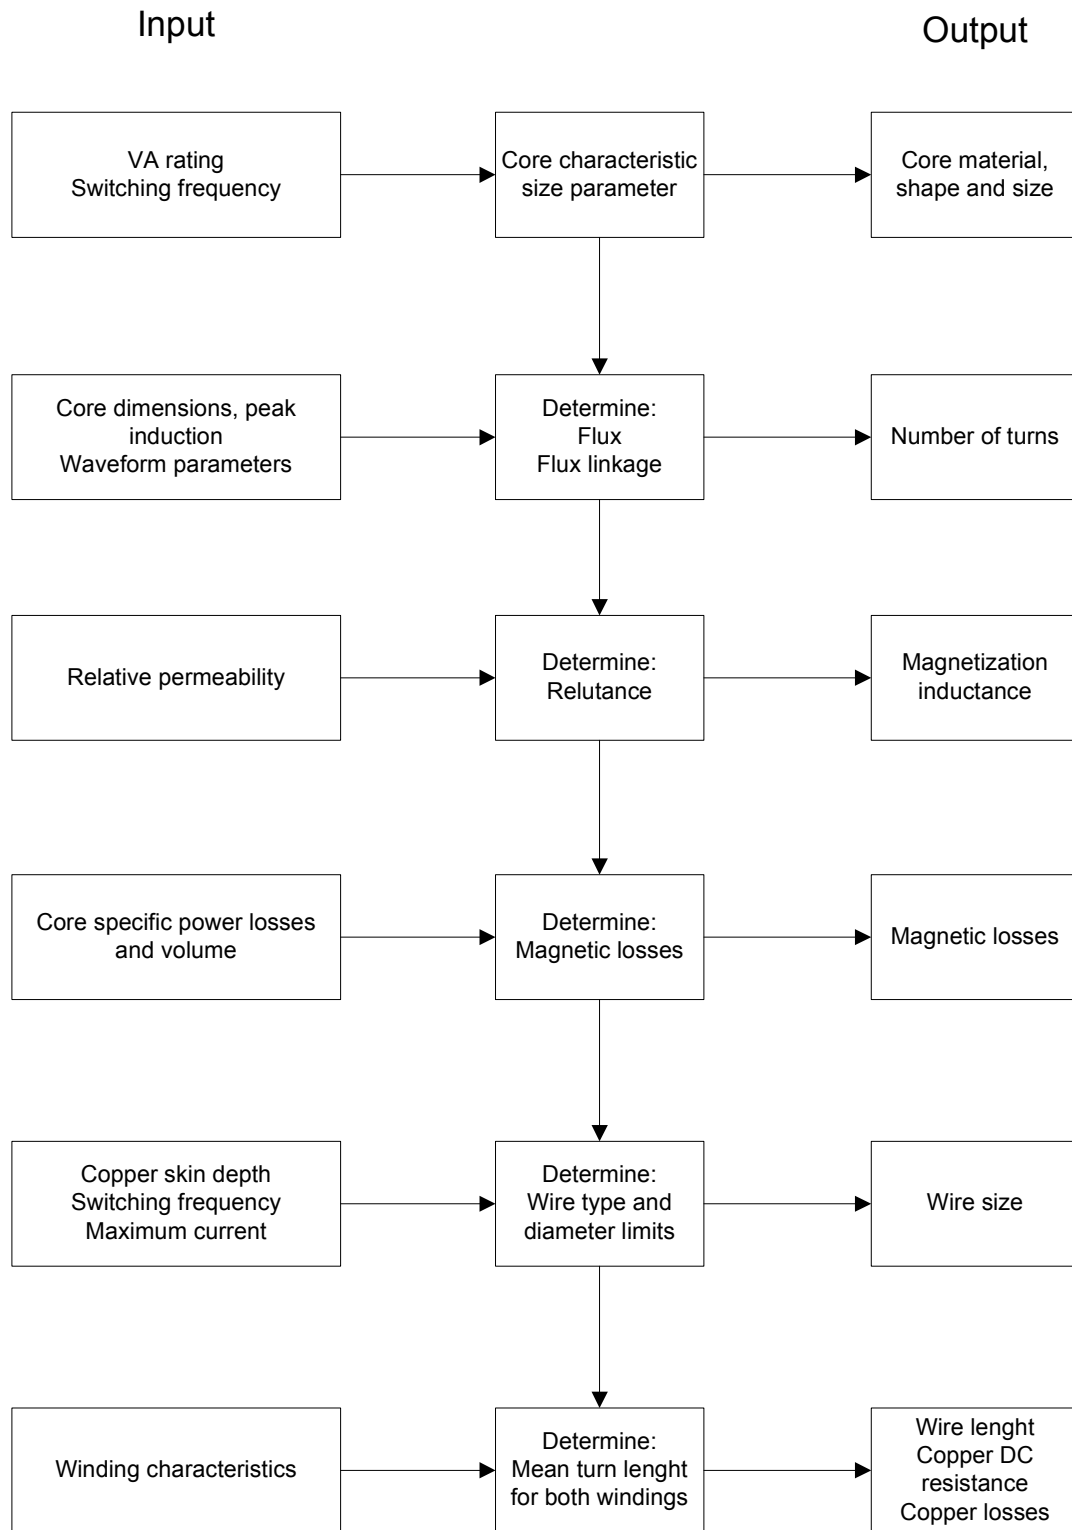 Input
Output
VA rating
Switching frequency
Core characteristic
size parameter
Core material,
shape and size
Core dimensions, peak
induction
Waveform parameters
Determine:
Flux
Flux linkage
Number of turns
Relative permeability
Determine:
Relutance
Magnetization
inductance
Core specific power losses
and volume
Determine:
Magnetic losses
Magnetic losses
Copper skin depth
Switching frequency
Maximum current
Determine:
Wire type and
diameter limits
Wire size
Winding characteristics
Determine:
Mean turn lenght
for both windings
Wire lenght
Copper DC
resistance
Copper losses